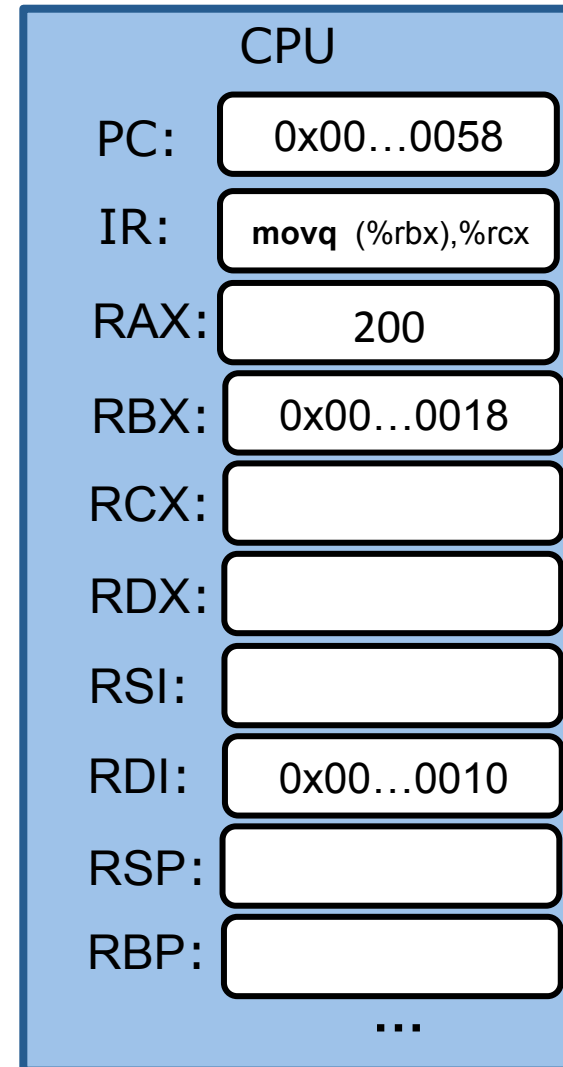 CPU
PC: 0x00...0058
IR: movq (%rbx),%rcx
RAX: 200
RBX: 0x00...0018
RCX:
RDX:
RSI:
RDI: 0x00...0010
RSP:
RBP:
...